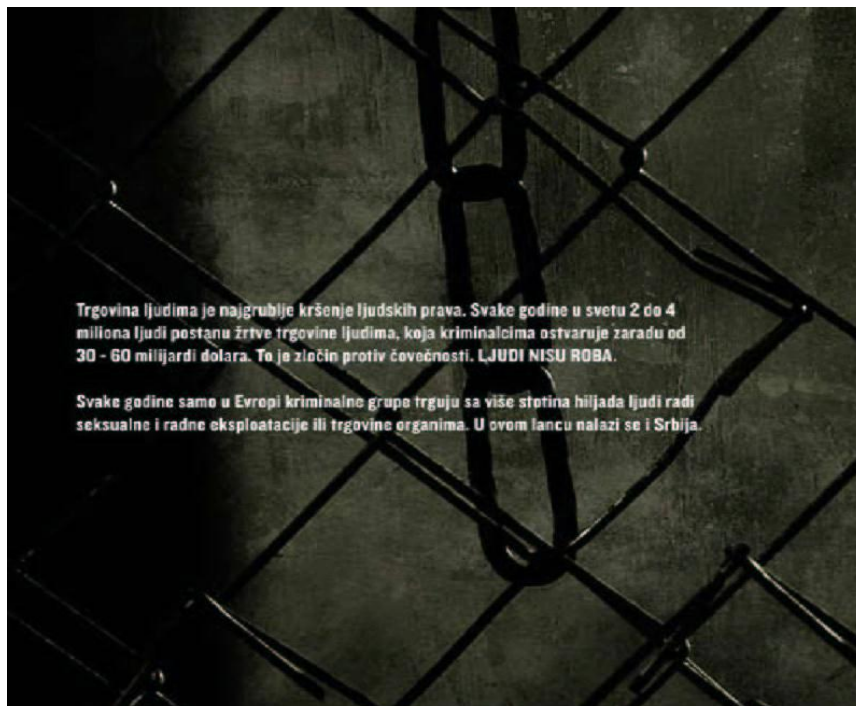 Trgovina ljudima je najgrublje kršenje ljudskih prava. Svake godine u svetu 2 do 4
miliona ljudi postanu žrtve trgovine ljudima, koja kriminalcima ostvaruje zaradu od
30 - 60 milijardi dolara. To je zločin protiv čovečnosti. LJUDI NISU ROBA.
Svake godine samo u Evropi kriminalne grupe trguju sa više stotina hiljada ljudi radi
seksualne i radne eksploatacije ili trgovine organima. U ovom lancu nalazi se i Srbija.